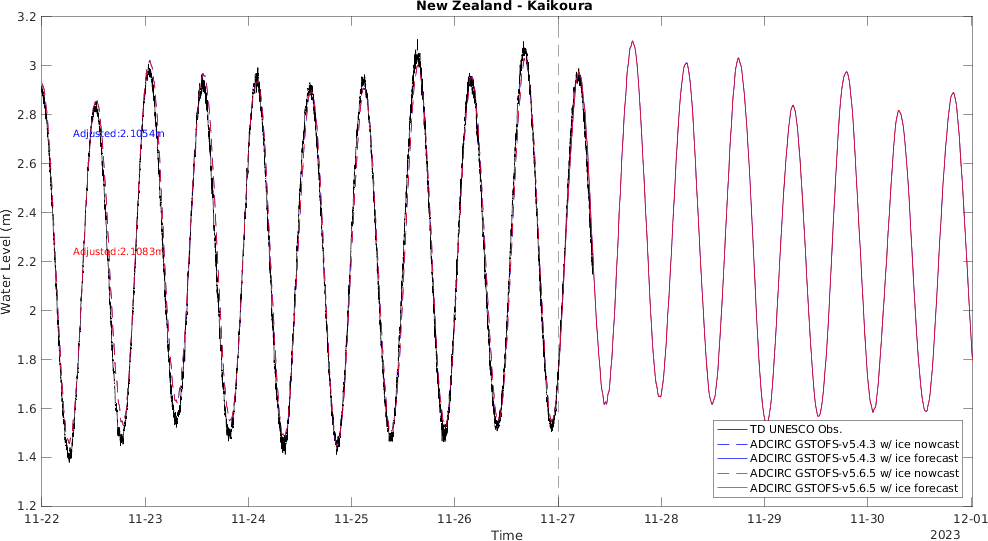 New Zealand - Kaikoura
3.2
3
2.8
2.6
2.4
2.2
2
1.8
1.6
1.4
1.2
Water Level (m)
Adjusted:2.1054m
Adjusted:2.1083m
TD UNESCO Obs.
ADCIRC GSTOFS-v5.4.3 w/ ice nowcast
ADCIRC GSTOFS-v5.4.3 w/ ice forecast
ADCIRC GSTOFS-v5.6.5 w/ ice nowcast
ADCIRC GSTOFS-v5.6.5 w/ ice forecast
11-22 11-23 11-24 11-25 11-26 11-27 11-28 11-29 11-30 12-01
Time
2023